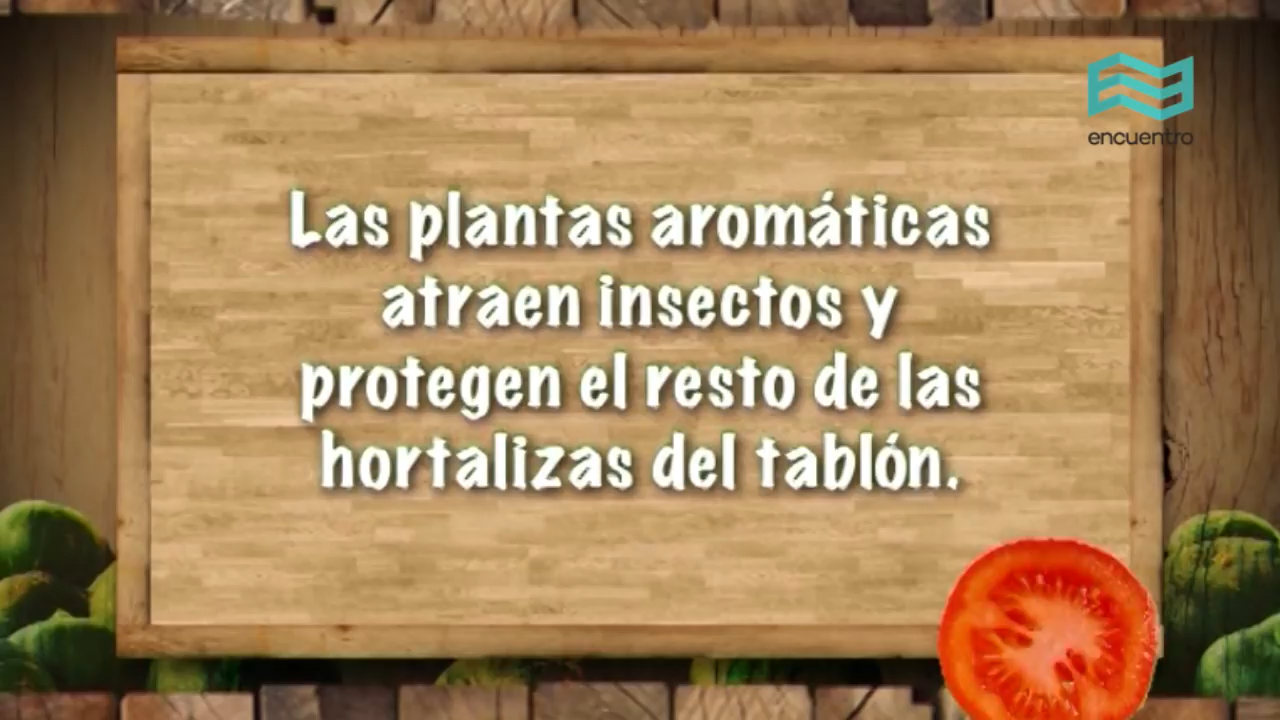 encuentro
Las plantas aromáticas
atraen insectos y
protegen el resto de las
hortalizas del tablón.